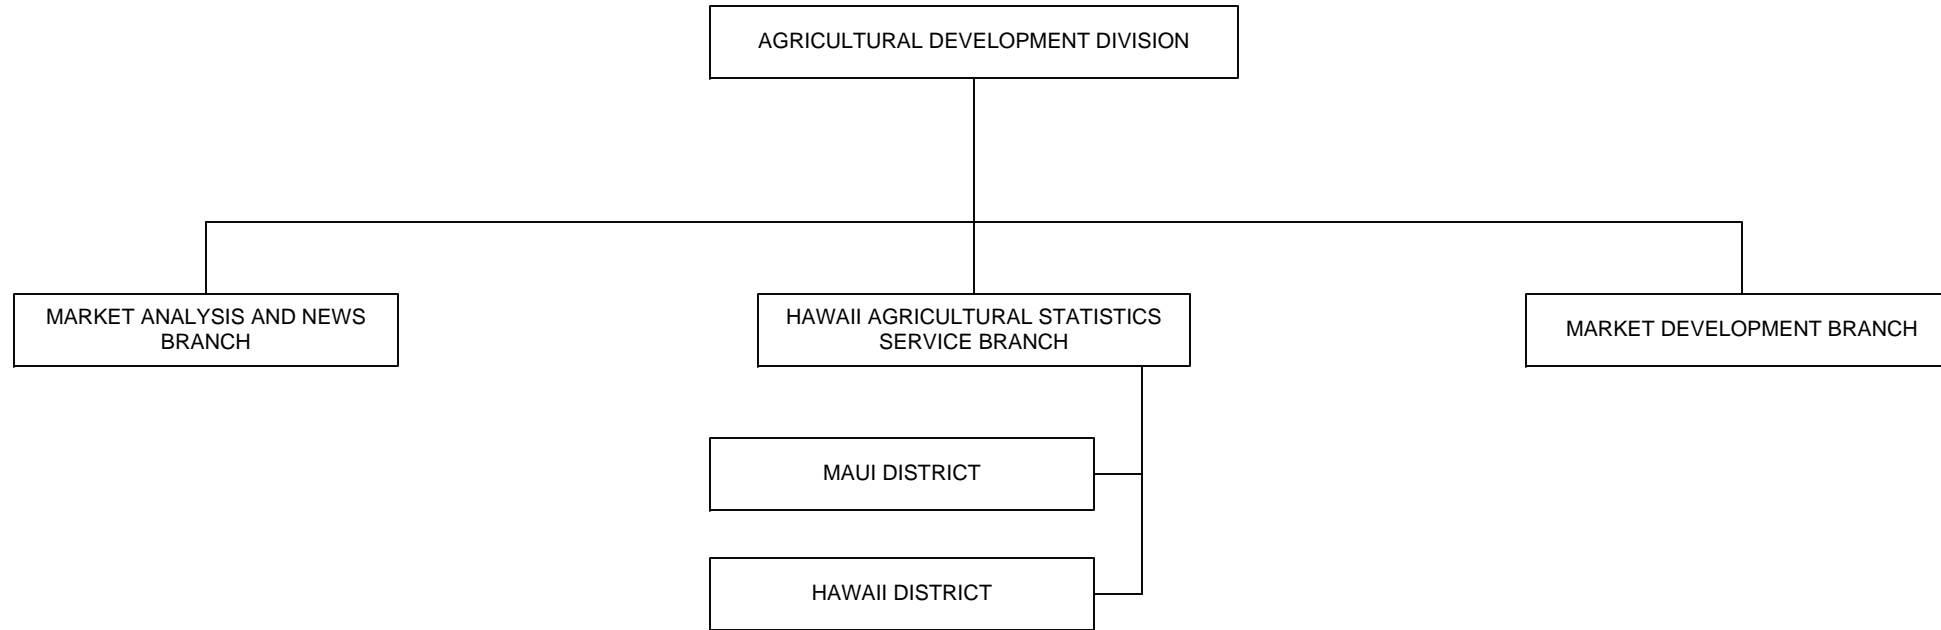 AGRICULTURAL DEVELOPMENT DIVISION
MARKET ANALYSIS AND NEWS
BRANCH
HAWAII AGRICULTURAL STATISTICS
SERVICE BRANCH
MARKET DEVELOPMENT BRANCH
MAUI DISTRICT
HAWAII DISTRICT